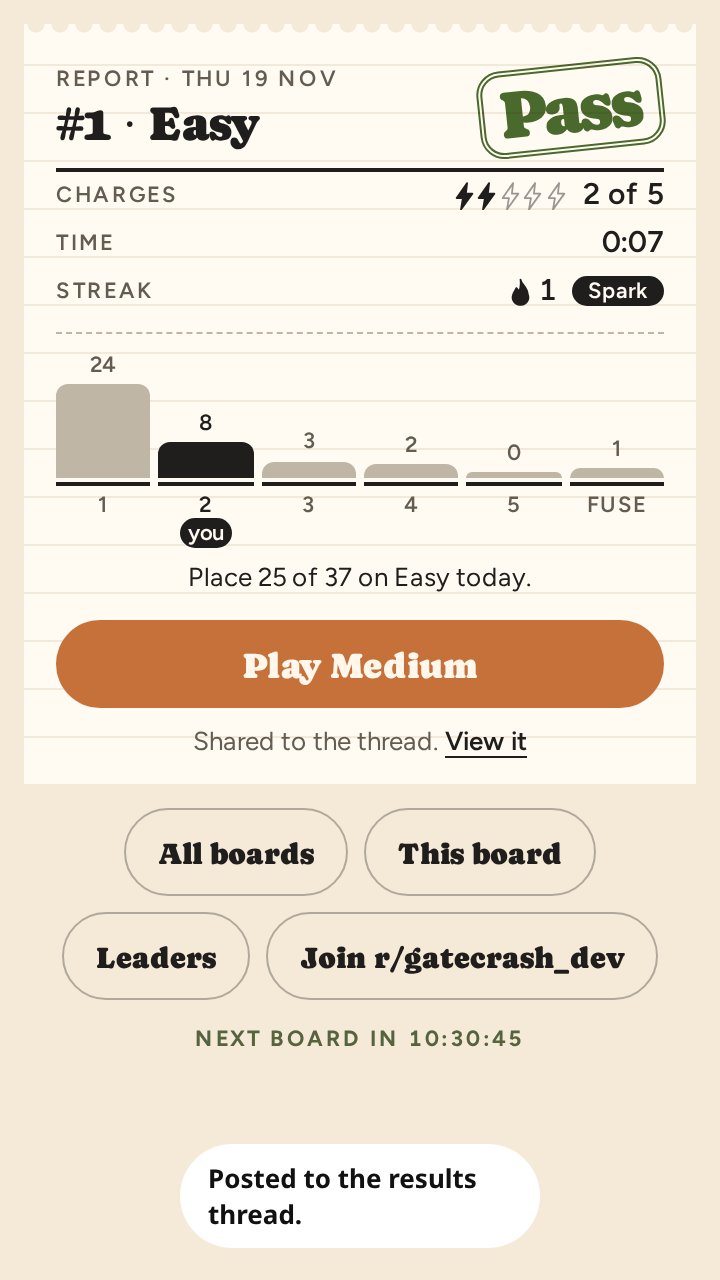 REPORT · THU 19 NOV
#1 · Easy
Pass
CHARGES 2 of 5
TIME 0:07
STREAK 1 Spark
24 8 3 2 0 1
1 2 3 4 5 FUSE
you
Place 25 of 37 on Easy today.
Play Medium
Shared to the thread. View it
All boards This board
Leaders Join r/gatecrash_dev
NEXT BOARD IN 10:30:45
Posted to the results
thread.